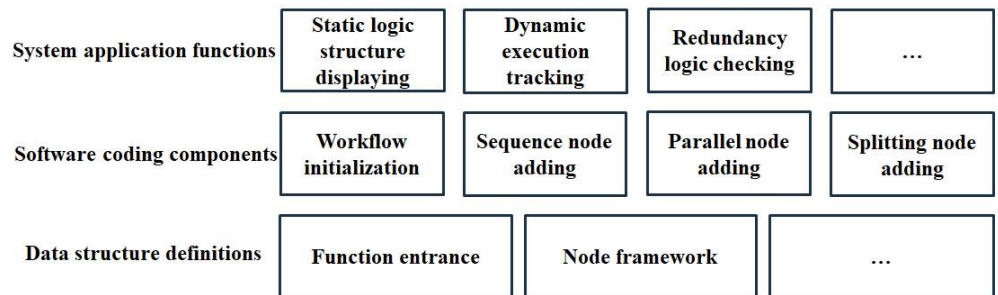 System application functions
Static logic
structure
displaying
Dynamic
execution
tracking
Redundancy
logic checking
...
Software coding components
Workflow
initialization
Sequence node
adding
Parallel node
adding
Splitting node
adding
Data structure definitions
Function entrance
Node framework
...